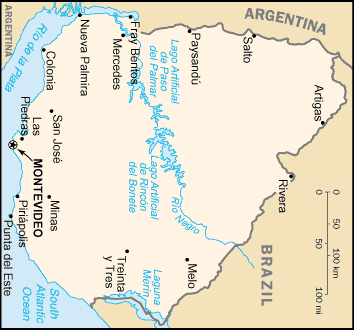 ARGENTINA
ARGENTINA
Río de la Plata
Fray Bentos
Nueva Palmira
Mercedes
Paysandú
Salto
Artigas
Colonia
Lago Artificial
de Paso
del Palmar
San José
Las
Piedras
MONTEVIDEO
Lago Artificial
de Rincón
del Bonete
Río Negro
Rivera
0 50 100 km
0 50 100 mi
Minas
Piriápolis
Punta del Este
Treinta
y Tres
Melo
BRAZIL
Laguna
Merín
South
Atlantic
Ocean